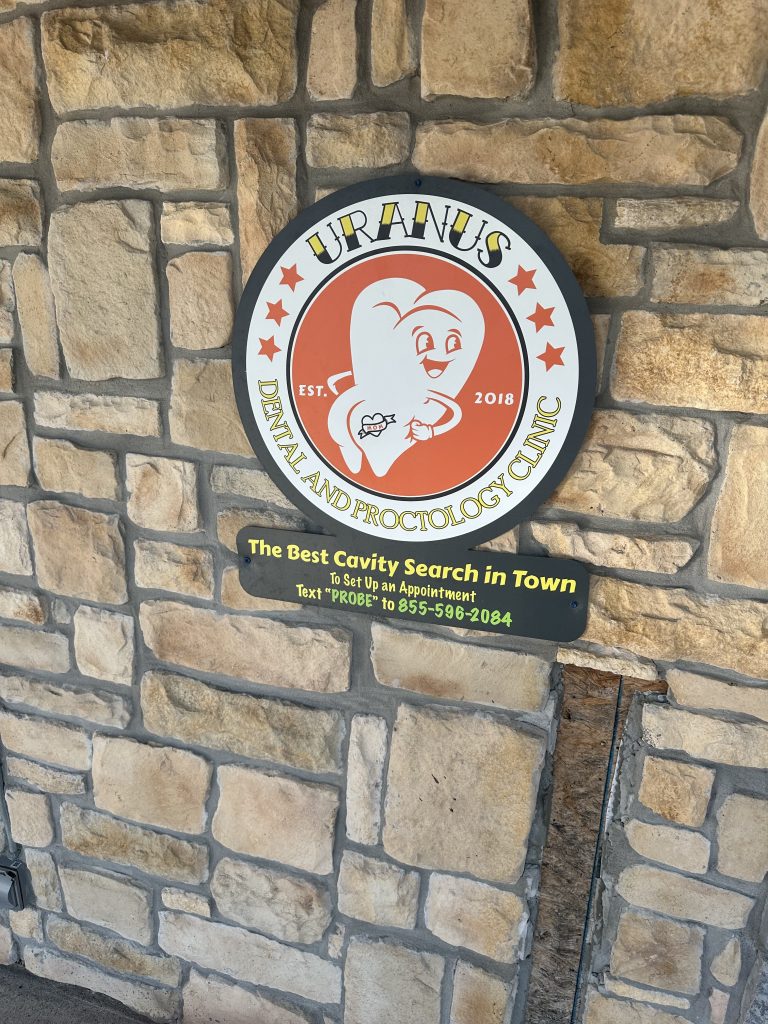 URANUS
EST. 2018
DENTAL AND PROCTOLOGY CLINIC
The Best Cavity Search in Town
To Set Up an Appointment
Text "PROBE" to 855-596-2084